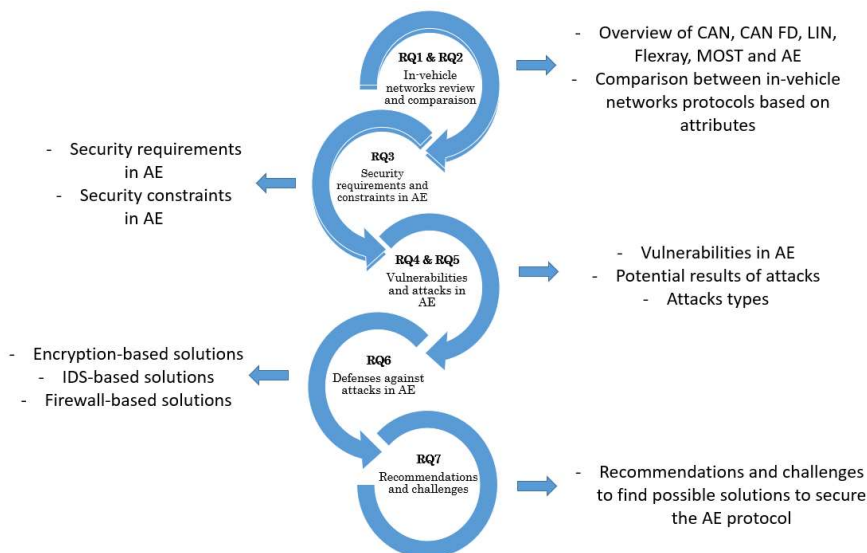 RQ1 & RQ2
In-vehicle
networks review
and comparaison
- Overview of CAN, CAN FD, LIN,
Flexray, MOST and AE
- Comparison between in-vehicle
networks protocols based on
attributes
RQ3
Security
requirements and
constraints in AE
- Security requirements
in AE
- Security constraints
in AE
RQ4 & RQ5
Vulnerabilities
and attacks in
AE
- Vulnerabilities in AE
- Potential results of attacks
- Attacks types
RQ6
Defenses against
attacks in AE
- Encryption-based solutions
- IDS-based solutions
- Firewall-based solutions
RQ7
Recommendations
and challenges
- Recommendations and challenges
to find possible solutions to secure
the AE protocol